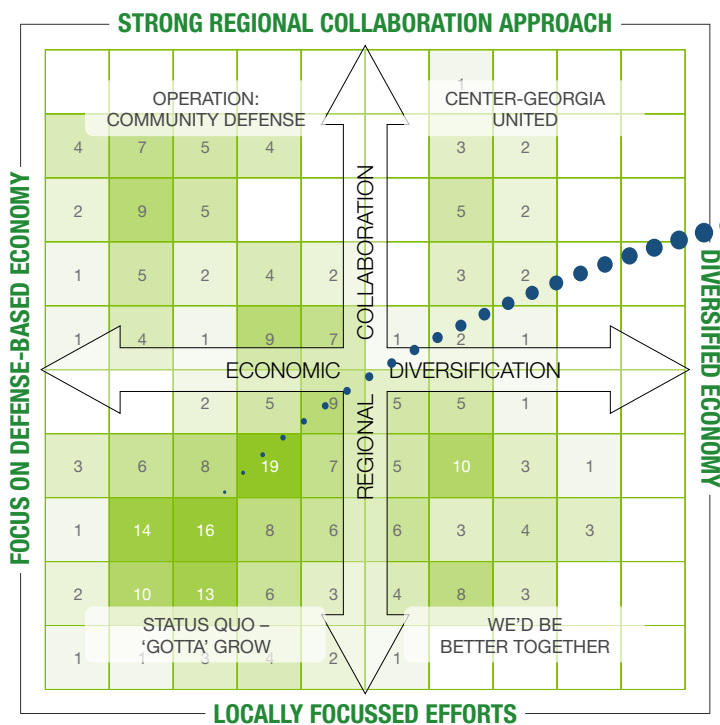 STRONG REGIONAL COLLABORATION APPROACH
1
OPERATION:
COMMUNITY DEFENSE
CENTER-GEORGIA
UNITED
4 7 5 4 3 2
2 9 5 5 2
1 5 2 4 2 3 2
1 4 1 9 7 1 2 1
FOCUS ON DEFENSE-BASED ECONOMY
DIVERSIFIED ECONOMY
REGIONAL COLLABORATION
ECONOMIC DIVERSIFICATION
2 5 9 5 5 1
3 6 8 19 7 5 10 3 1
1 14 16 8 6 6 3 4 3
2 10 13 6 3 4 8 3
STATUS QUO –
‘GOTTA’ GROW
WE’D BE
BETTER TOGETHER
1 1 3 4 2 1
LOCALLY FOCUSSED EFFORTS